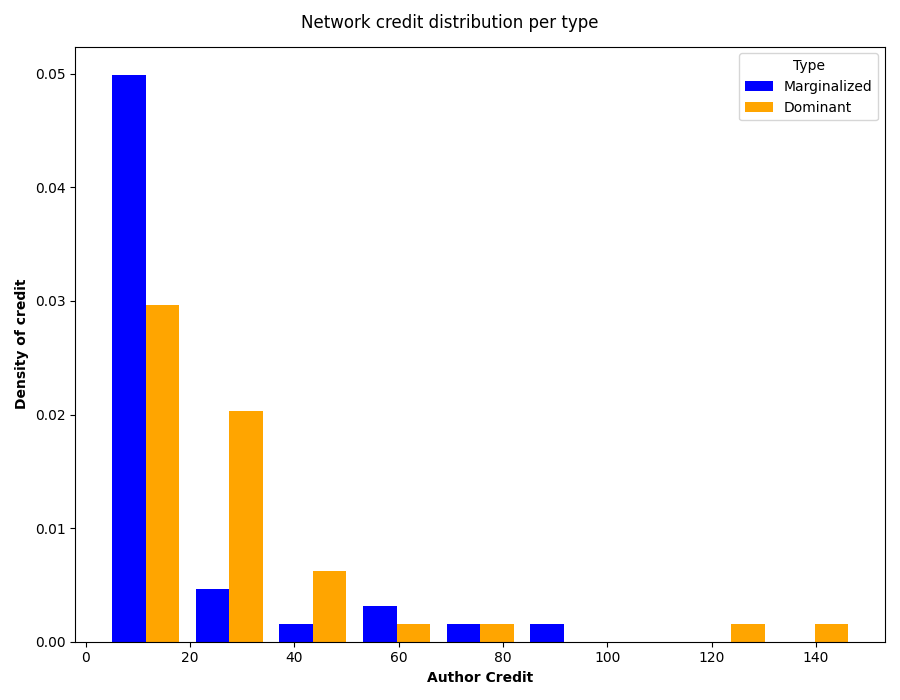 Network credit distribution per type
Type
Marginalized
Dominant
0.05
0.04
0.03
0.02
0.01
0.00
Density of credit
0 20 40 60 80 100 120 140
Author Credit